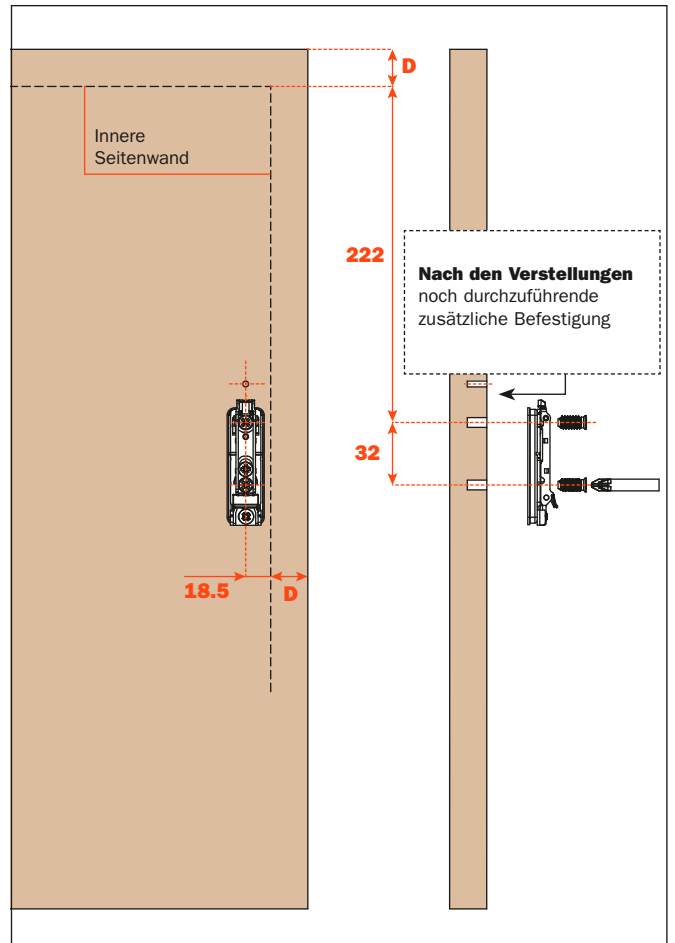 D
Innere
Seitenwand
222
Nach den Verstellungen
noch durchzuführende
zusätzliche Befestigung
32
18.5
D